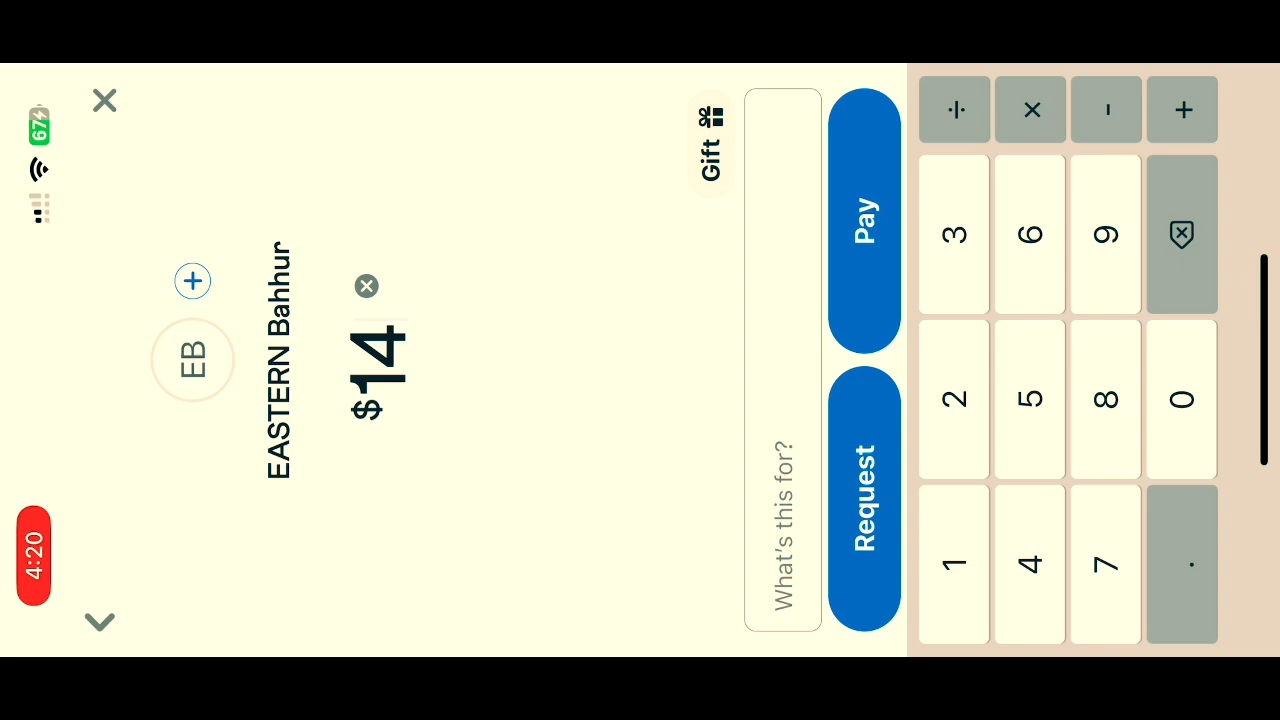 4:20
67
EB
EASTERN Bahhur
$14
Gift
What's this for?
Request Pay
1 2 3 ÷
4 5 6 ×
7 8 9 -
. 0 +